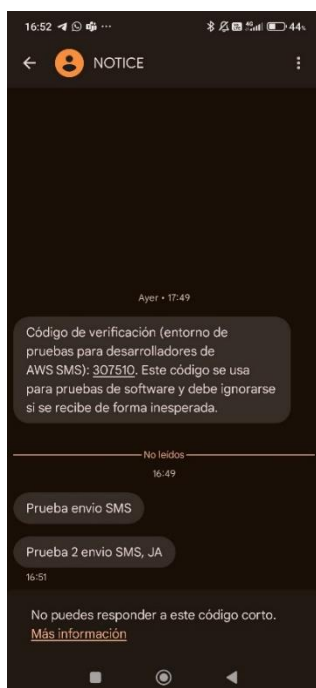 16:52
44%
NOTICE
Ayer • 17:49
Código de verificación (entorno de
pruebas para desarrolladores de
AWS SMS): 307510. Este código se usa
para pruebas de software y debe ignorarse
si se recibe de forma inesperada.
No leídos
16:49
Prueba envio SMS
Prueba 2 envio SMS, JA
16:51
No puedes responder a este código corto.
Más información